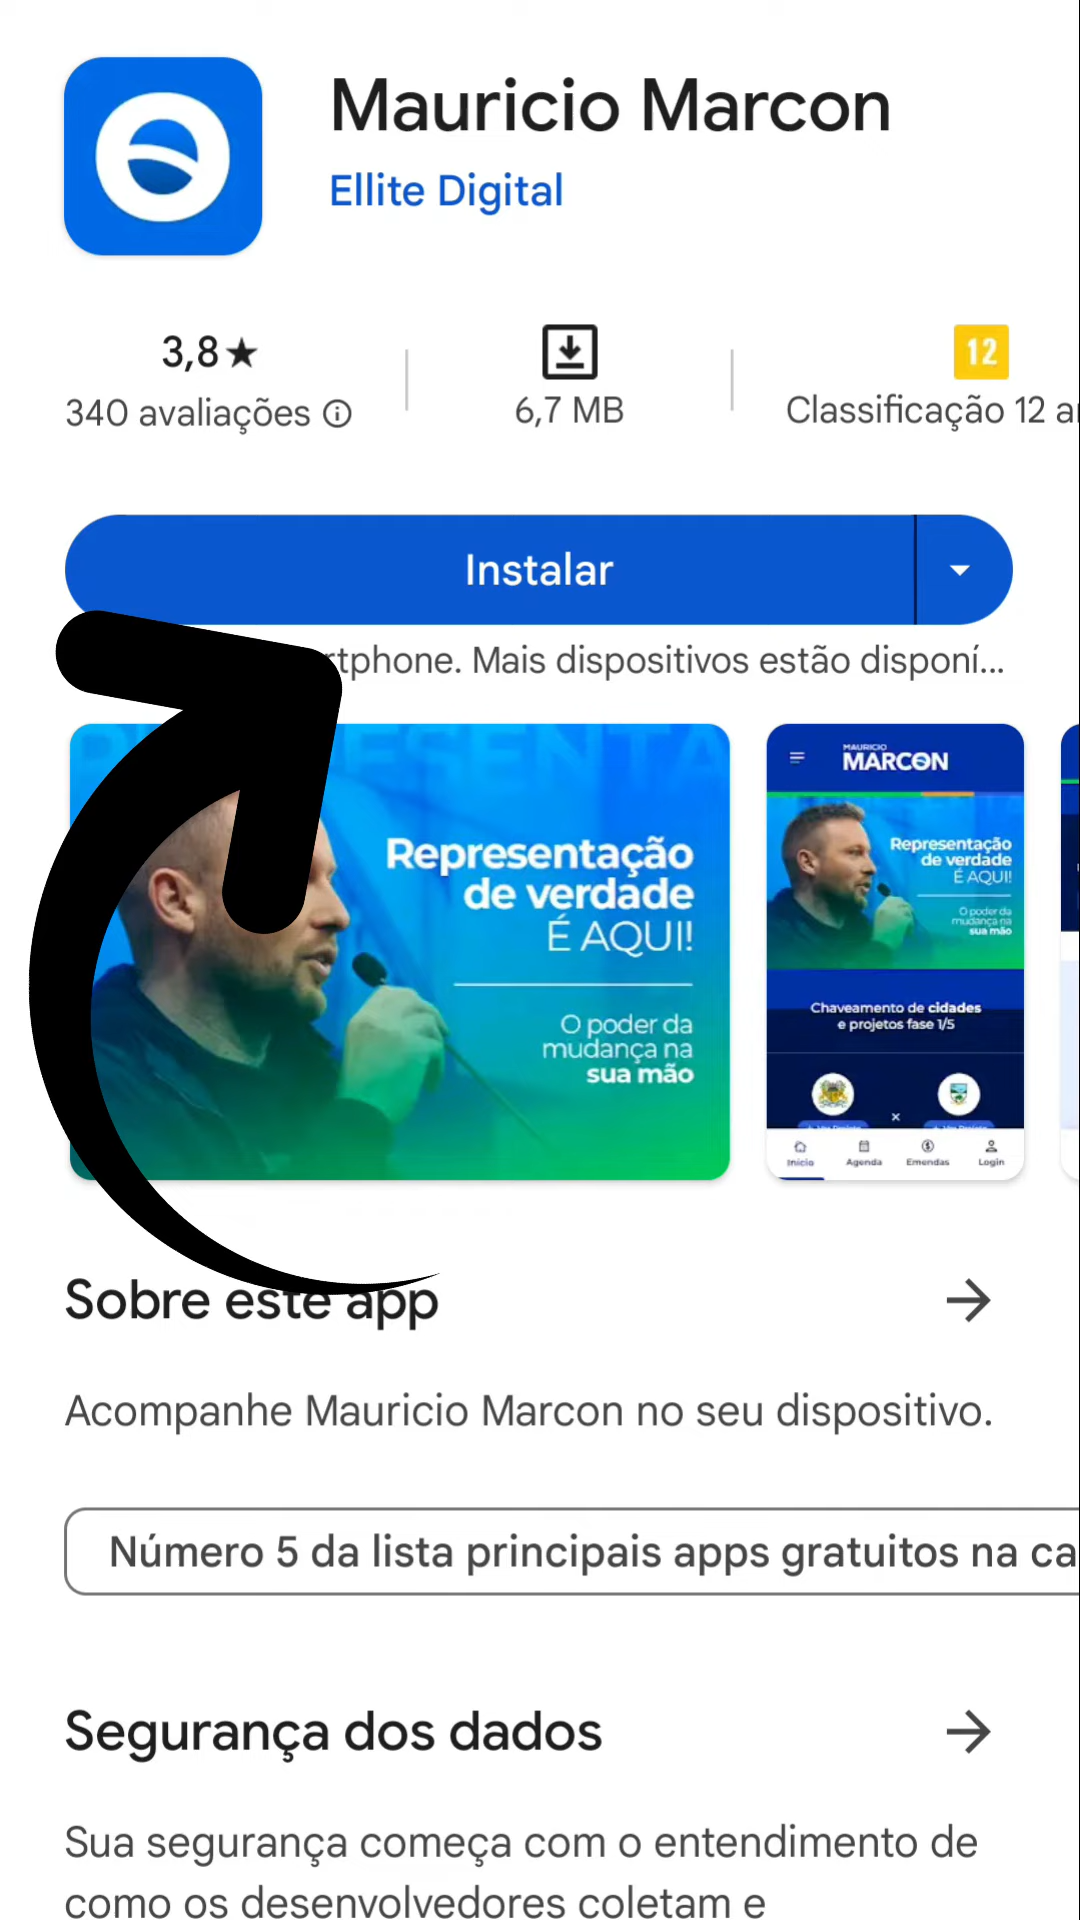 Mauricio Marcon
Ellite Digital
3,8★
340 avaliações
6,7 MB
12
Classificação 12
Instalar
Mais dispositivos estão disponí...
Representação
de verdade
É AQUI!
O poder da
mudança na
sua mão
MAURICIO
MARCON
Representação
de verdade
É AQUI!
O poder da
mudança na
sua mão
Chaveamento de cidades
e projetos fase 1/5
Início
Agenda
Emendas
Login
Sobre este app
Acompanhe Mauricio Marcon no seu dispositivo.
Número 5 da lista principais apps gratuitos na ca
Segurança dos dados
Sua segurança começa com o entendimento de
como os desenvolvedores coletam e